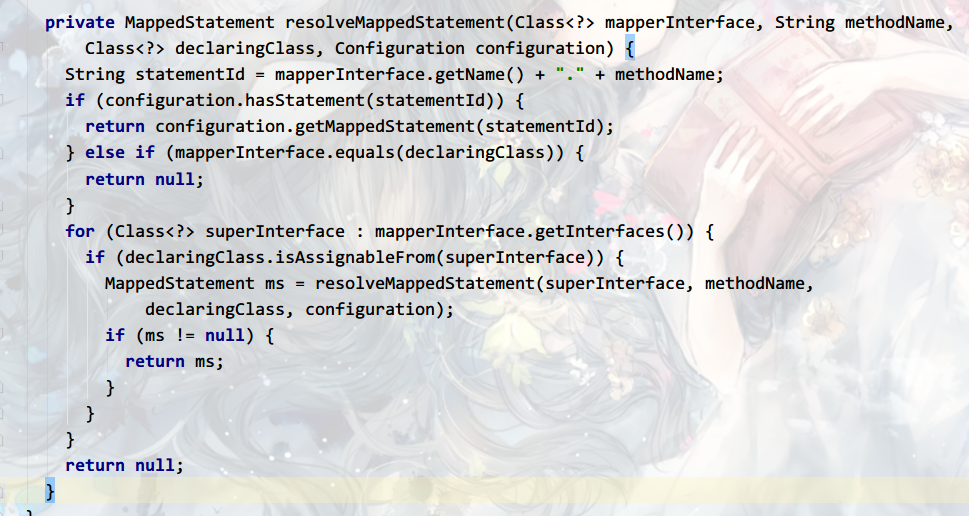 private MappedStatement resolveMappedStatement(Class<?> mapperInterface, String methodName,
Class<?> declaringClass, Configuration configuration) {
String statementId = mapperInterface.getName() + "." + methodName;
if (configuration.hasStatement(statementId)) {
return configuration.getMappedStatement(statementId);
} else if (mapperInterface.equals(declaringClass)) {
return null;
}
for (Class<?> superInterface : mapperInterface.getInterfaces()) {
if (declaringClass.isAssignableFrom(superInterface)) {
MappedStatement ms = resolveMappedStatement(superInterface, methodName,
declaringClass, configuration);
if (ms != null) {
return ms;
}
}
}
return null;
}
}